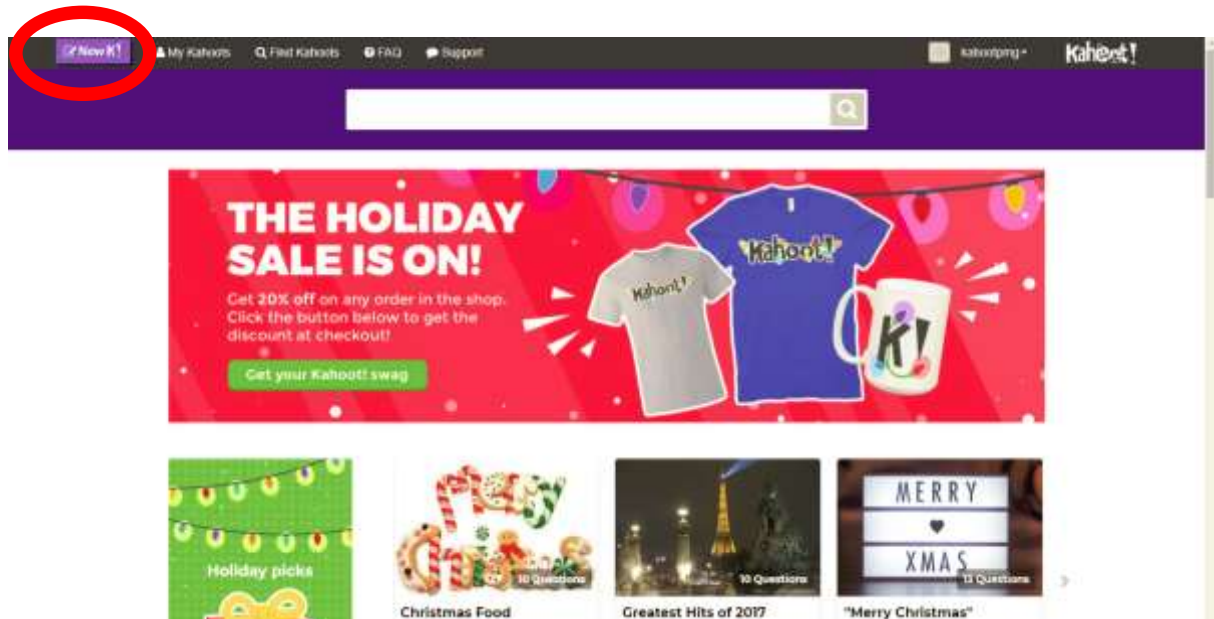 New K! My Kahoots Find Kahoots FAQ Support kahootpmg Kahoot!
THE HOLIDAY
SALE IS ON!
Get 20% off on any order in the shop.
Click the button below to get the
discount at checkout!
Get your Kahoot! swag
Kahoot!
Kahoot!
K!
Holiday picks
Merry
Christmas
10 Questions
Christmas Food
10 Questions
Greatest Hits of 2017
MERRY
XMAS
13 Questions
"Merry Christmas"